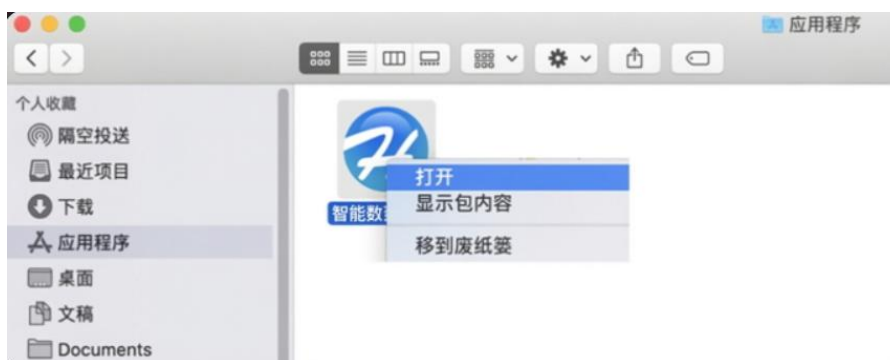 应用程序
个人收藏
隔空投送
最近项目
下载
应用程序
桌面
文稿
Documents
智能数
打开
显示包内容
移到废纸篓